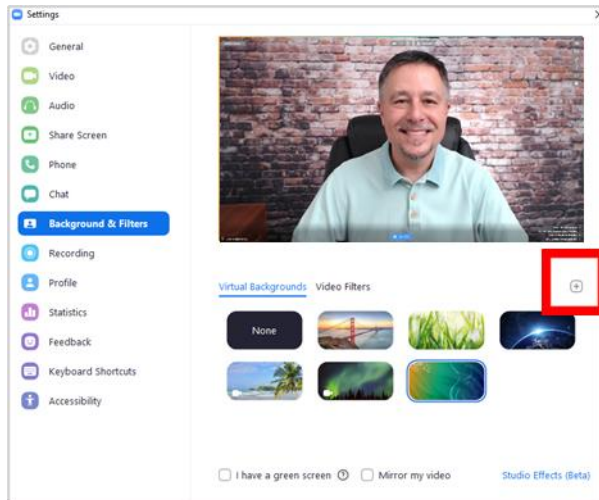 Settings
General
Video
Audio
Share Screen
Phone
Chat
Background & Filters
Recording
Profile
Statistics
Feedback
Keyboard Shortcuts
Accessibility
Virtual Backgrounds Video Filters
None
I have a green screen Mirror my video Studio Effects (Beta)